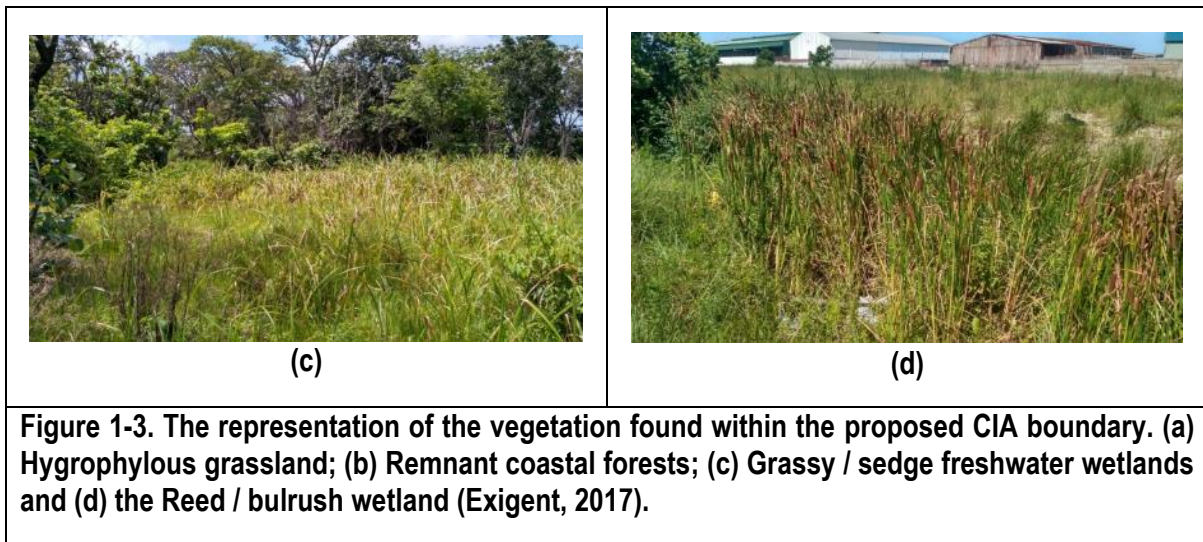 (c)
(d)
Figure 1-3. The representation of the vegetation found within the proposed CIA boundary. (a)
Hygrophylous grassland; (b) Remnant coastal forests; (c) Grassy / sedge freshwater wetlands
and (d) the Reed / bulrush wetland (Exigent, 2017).